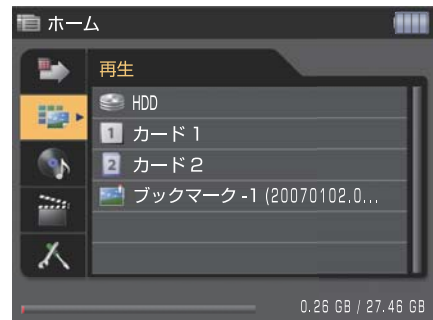 ホーム
再生
HDD
1 カード 1
2 カード 2
ブックマーク -1 (20070102.0...
0.26 GB / 27.46 GB